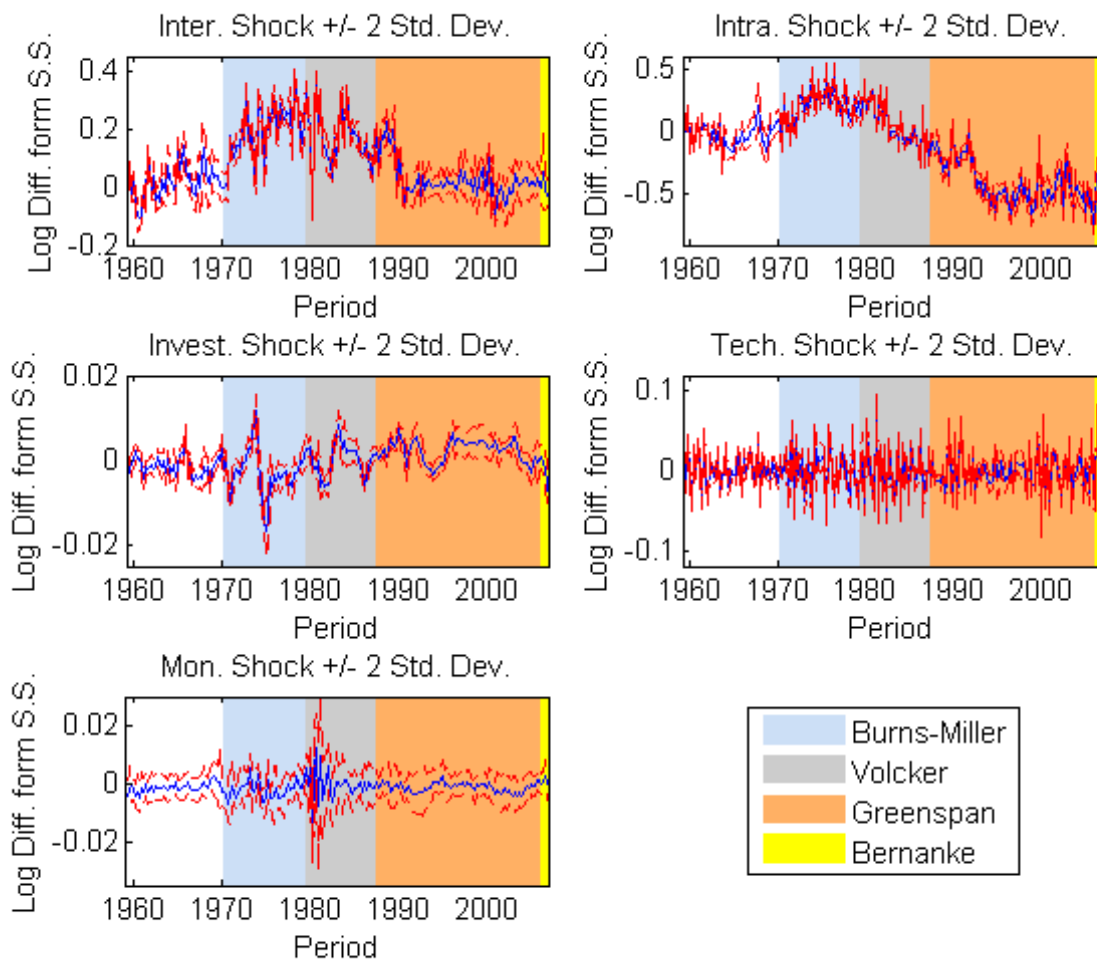 Inter. Shock +/- 2 Std. Dev.
Log Diff. form S.S.
0.4
0.2
0
-0.2
1960 1970 1980 1990 2000
Period
Intra. Shock +/- 2 Std. Dev.
Log Diff. form S.S.
0.5
0
-0.5
1960 1970 1980 1990 2000
Period
Invest. Shock +/- 2 Std. Dev.
Log Diff. form S.S.
0.02
0
-0.02
1960 1970 1980 1990 2000
Period
Tech. Shock +/- 2 Std. Dev.
Log Diff. form S.S.
0.1
0
-0.1
1960 1970 1980 1990 2000
Period
Mon. Shock +/- 2 Std. Dev.
Log Diff. form S.S.
0.02
0
-0.02
1960 1970 1980 1990 2000
Period
Burns-Miller
Volcker
Greenspan
Bernanke